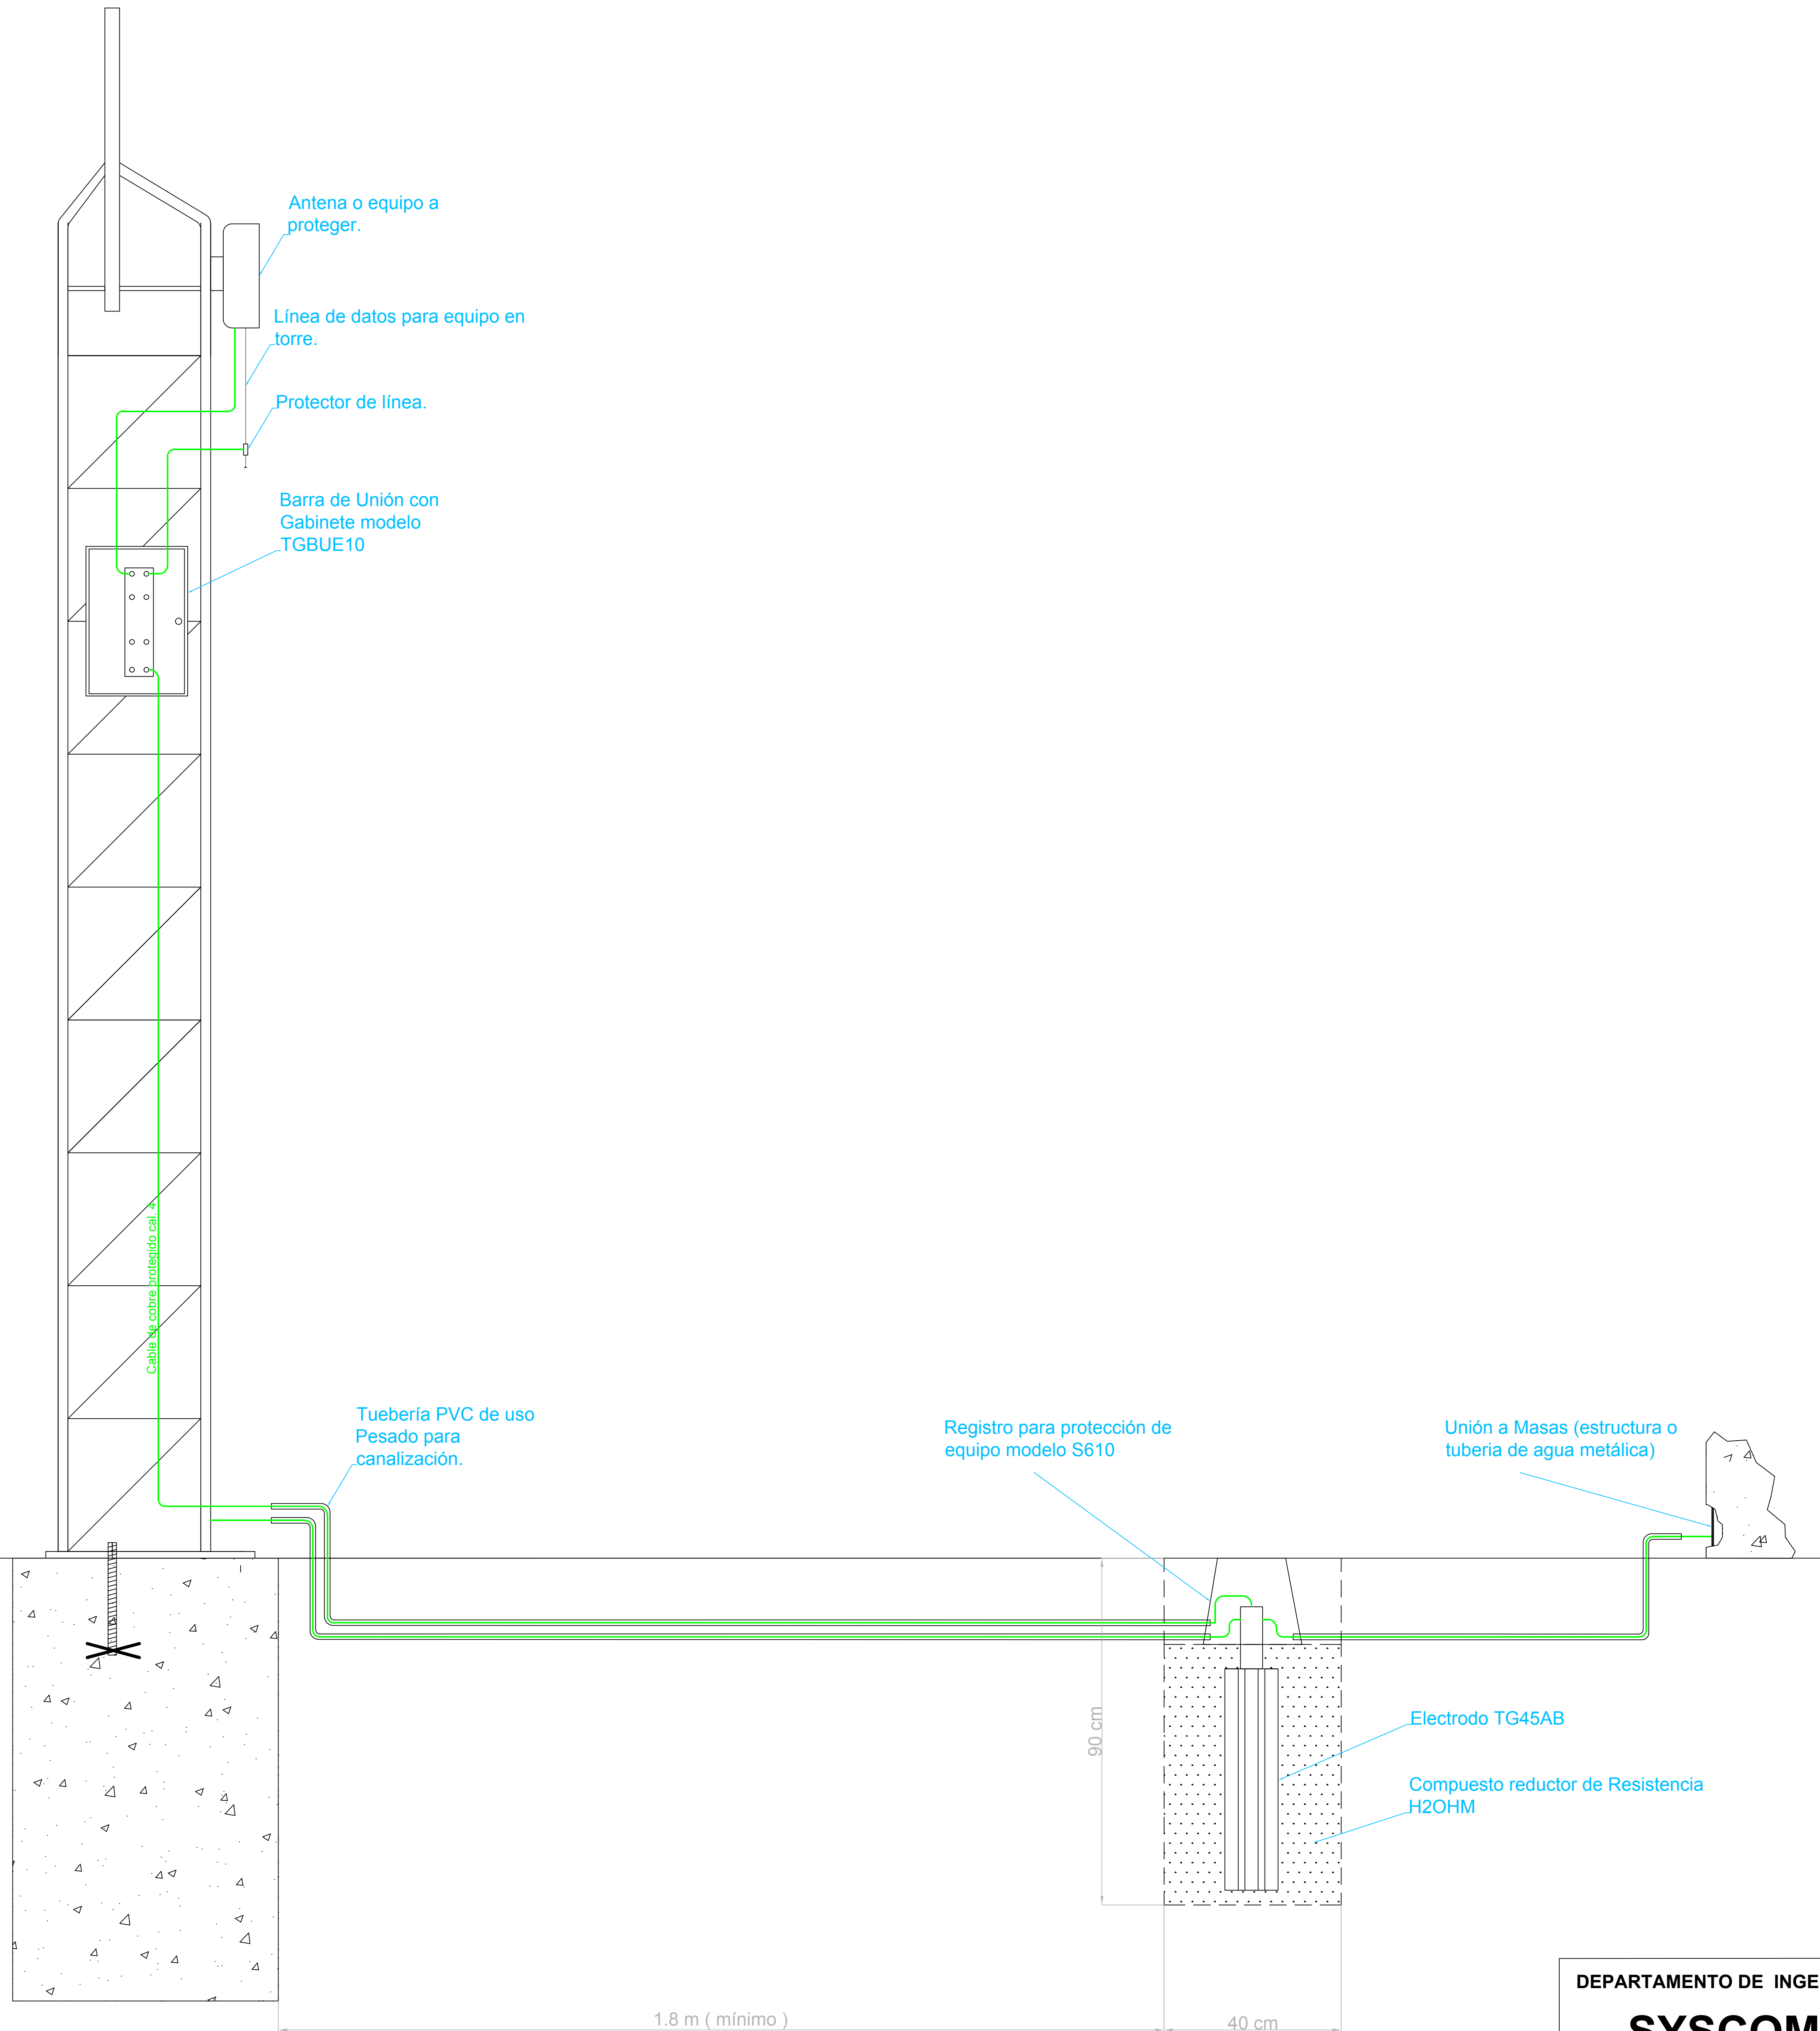 Antena o equipo a
proteger.
Línea de datos para equipo en
torre.
Protector de línea.
Barra de Unión con
Gabinete modelo
TGBUE10
Cable de cobre protegido cal. 4
Tuebería PVC de uso
Pesado para
canalización.
Registro para protección de
equipo modelo S610
Unión a Masas (estructura o
tuberia de agua metálica)
90 cm
Electrodo TG45AB
Compuesto reductor de Resistencia
H2OHM
1.8 m ( mínimo )
40 cm
DEPARTAMENTO DE INGE
SYSCOM